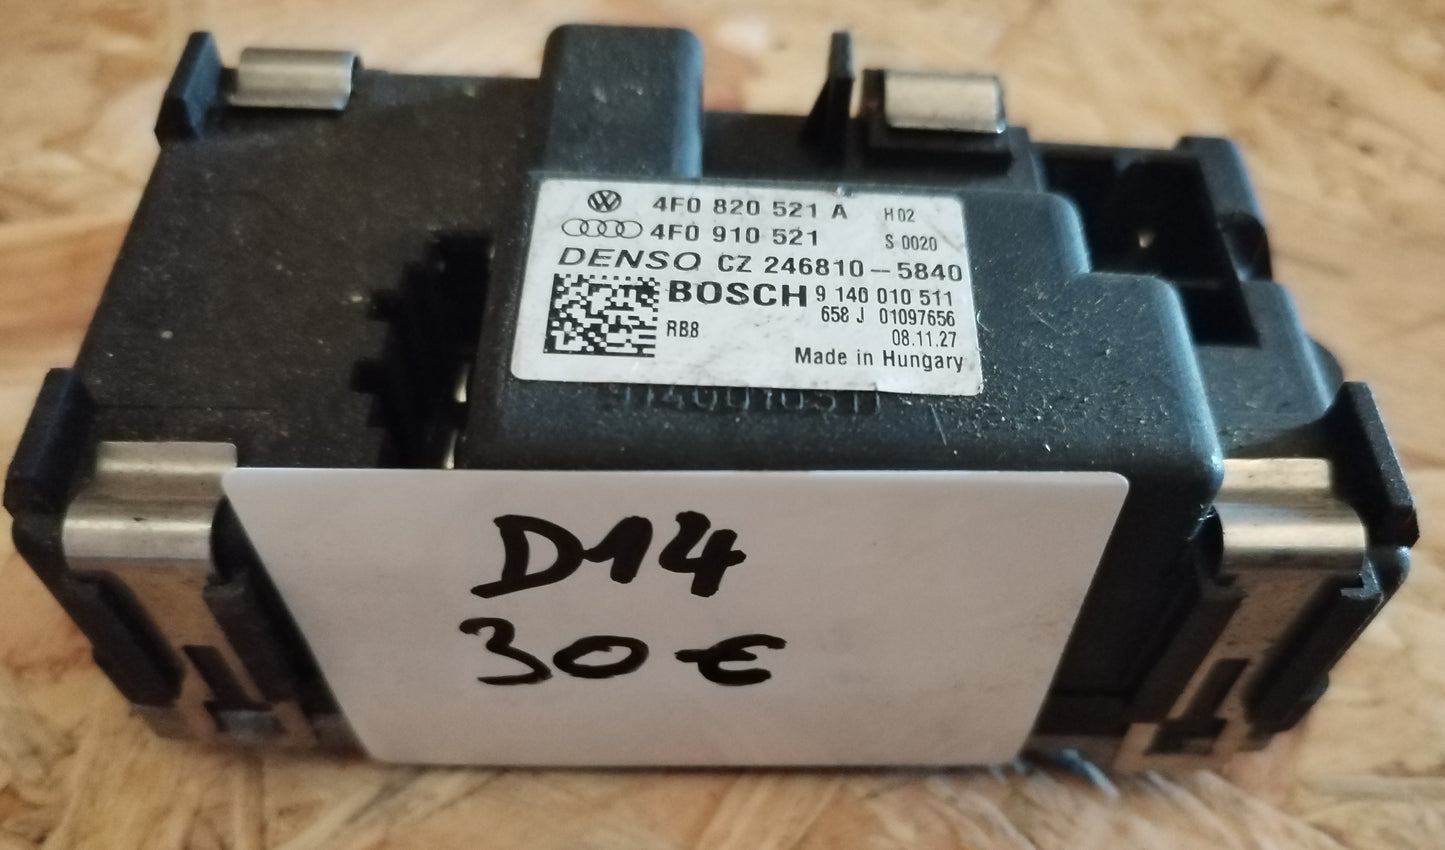 4F0 820 521 A H02
4F0 910 521 S 0020
DENSO CZ 246810-5840
BOSCH 9 140 010 511
658 J 01097656
RB8 08.11.27
Made in Hungary
9140010511
D14
30 €